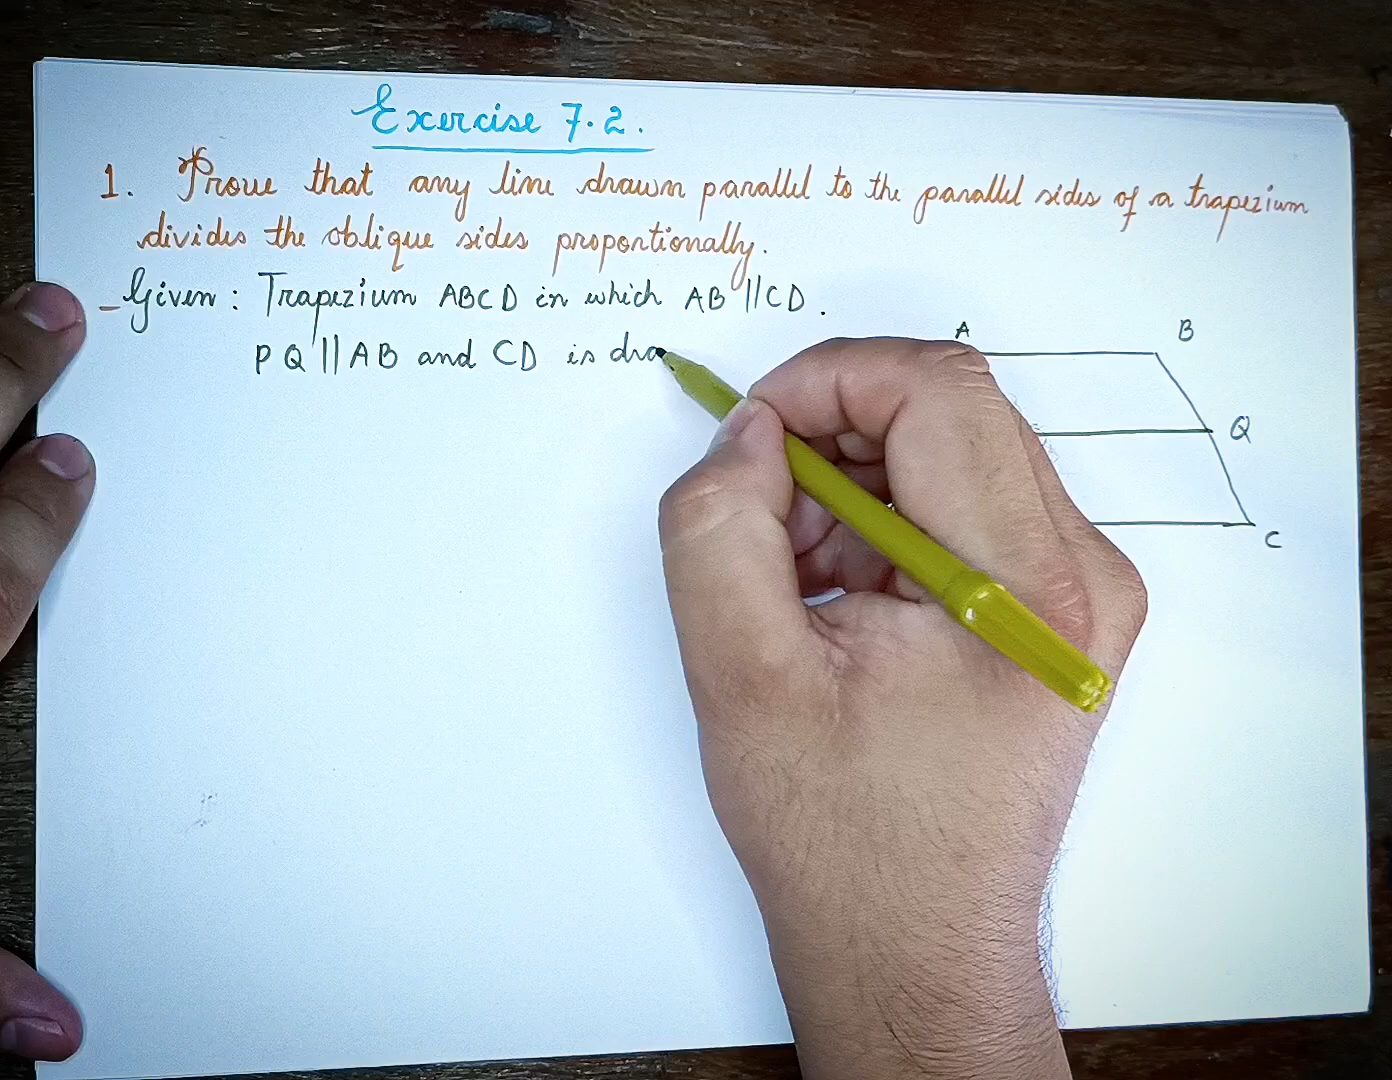 Exercise 7.2.
1. Prove that any line drawn parallel to the parallel sides of a trapezium
divides the oblique sides proportionally.
Given : Trapezium ABCD in which AB || CD.
PQ || AB and CD is dra
A
B
Q
C